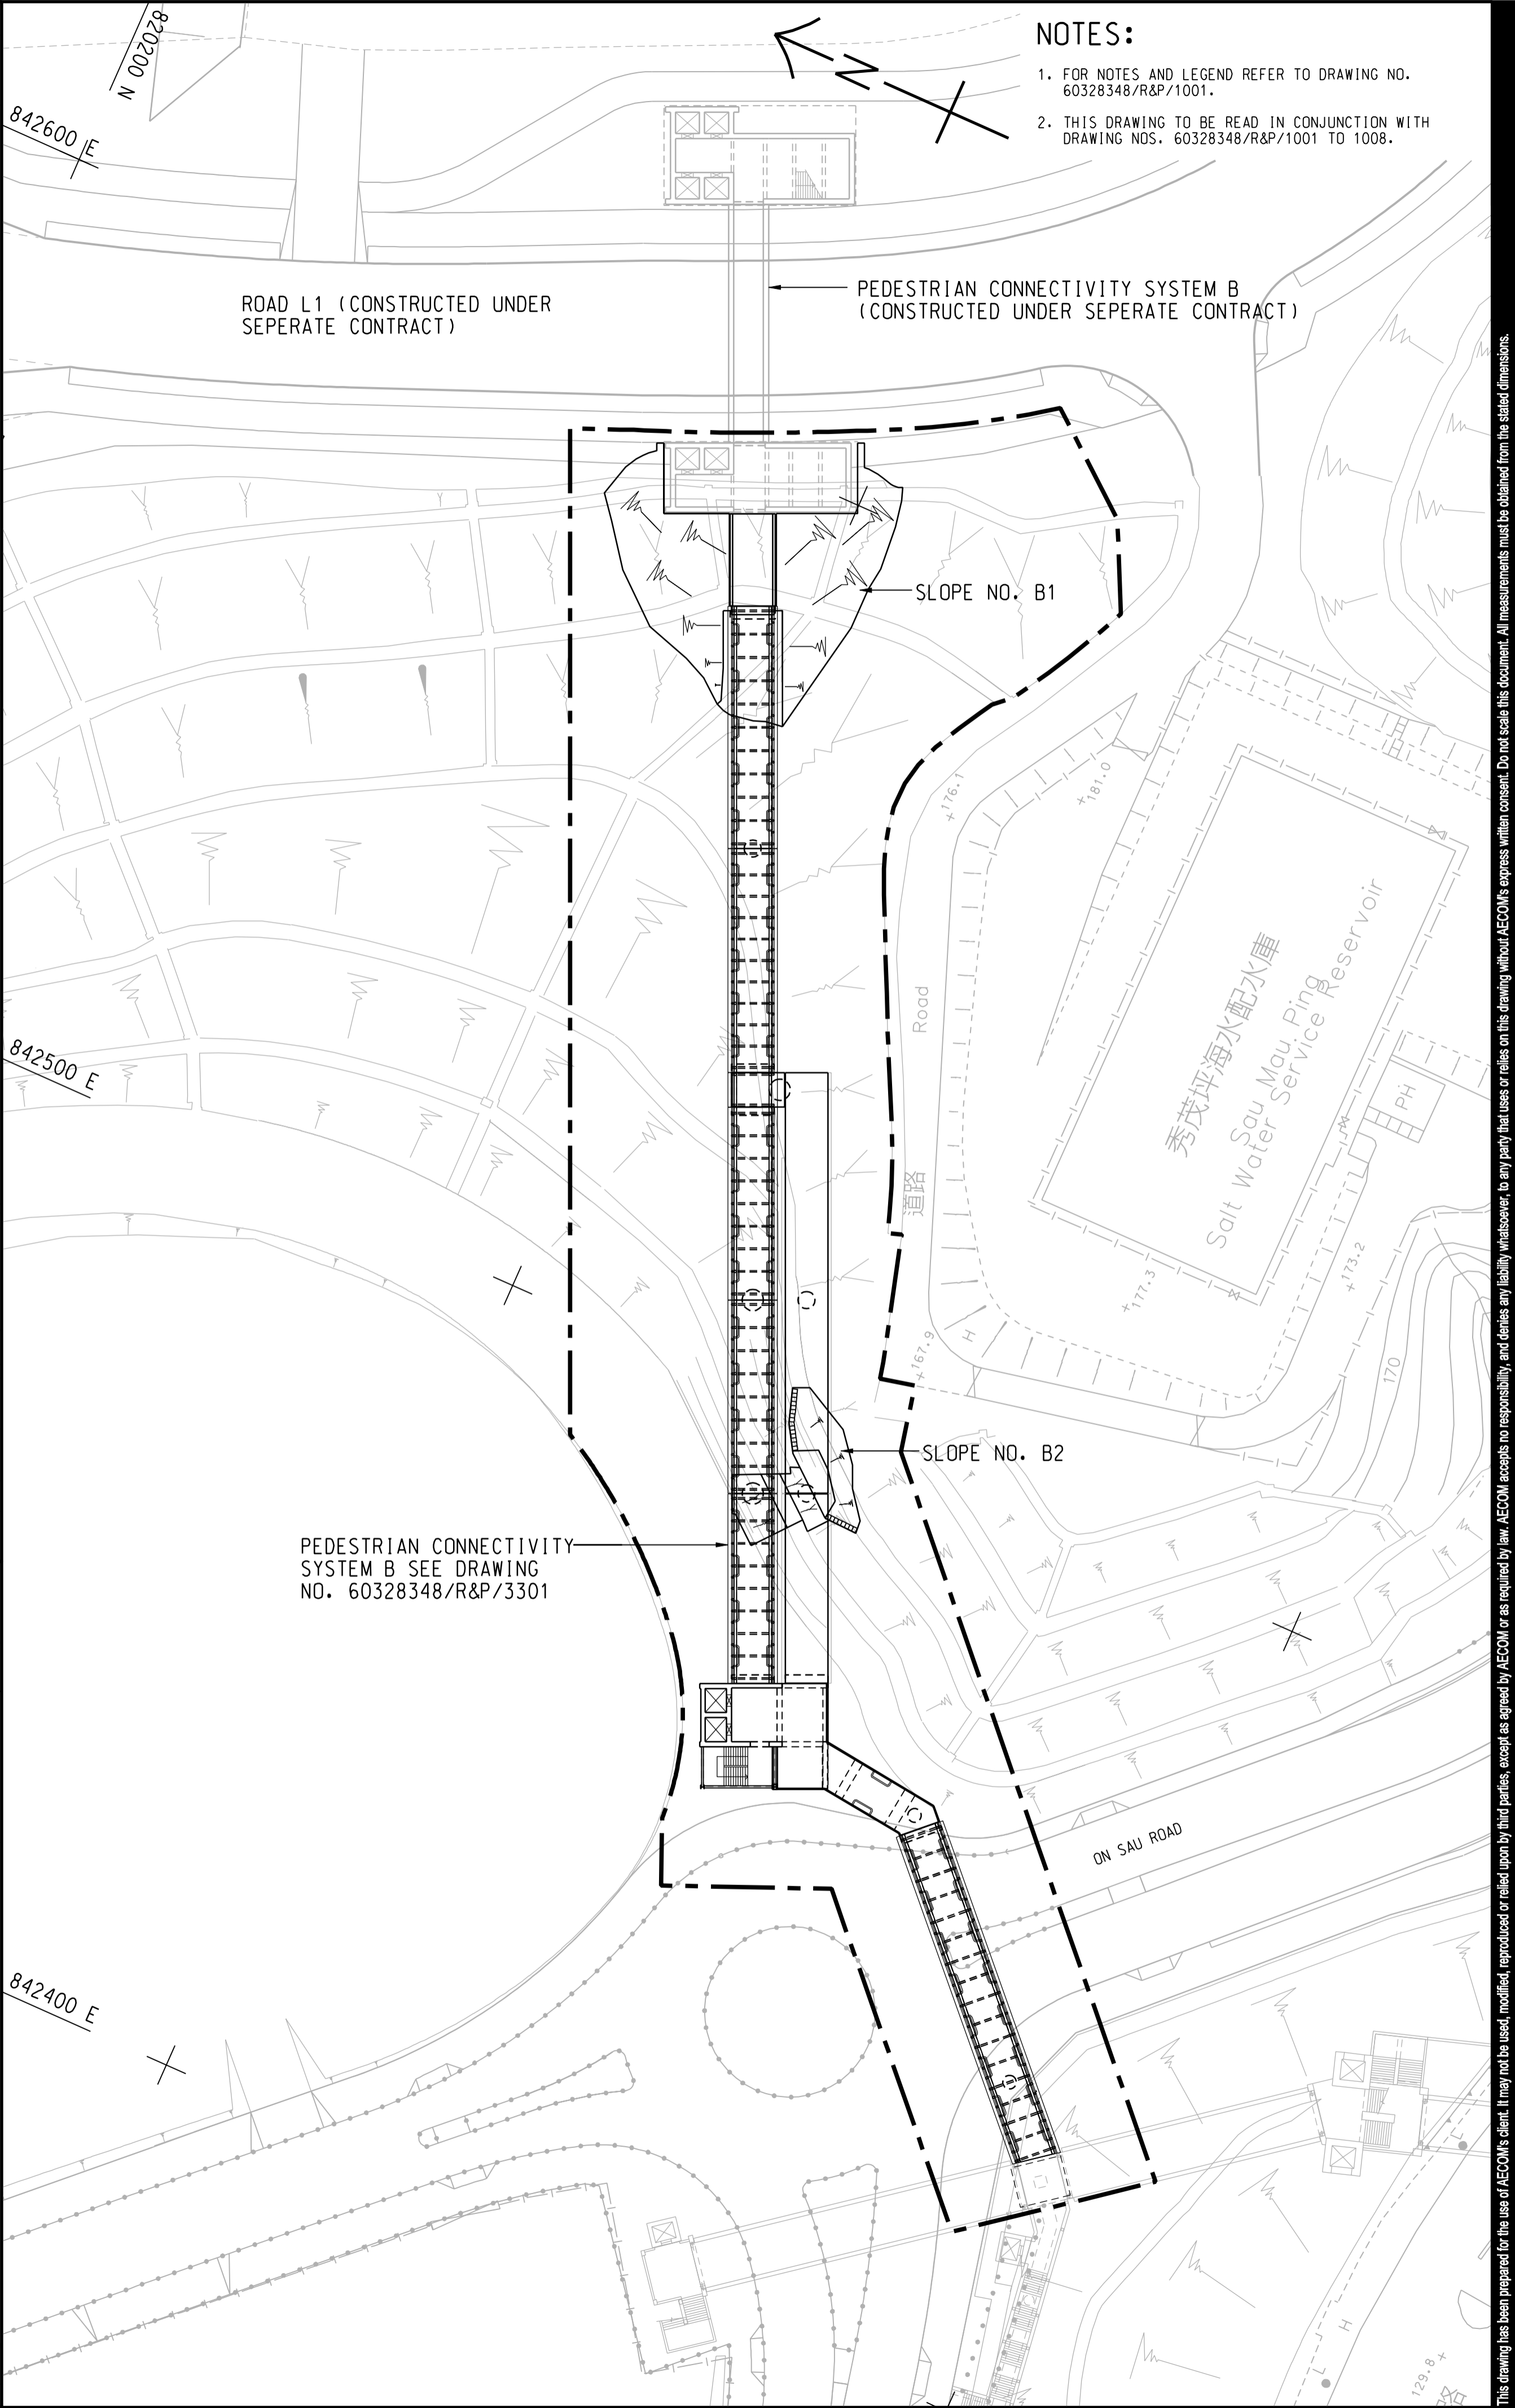 820200 N
842600 E
NOTES:
1. FOR NOTES AND LEGEND REFER TO DRAWING NO.
60328348/R&P/1001.
2. THIS DRAWING TO BE READ IN CONJUNCTION WITH
DRAWING NOS. 60328348/R&P/1001 TO 1008.
ROAD L1 (CONSTRUCTED UNDER
SEPERATE CONTRACT)
PEDESTRIAN CONNECTIVITY SYSTEM B
(CONSTRUCTED UNDER SEPERATE CONTRACT)
SLOPE NO. B1
+176.1
+181.0
Road
道路
秀茂坪海水配水庫
Sau Mau Ping
Salt Water Service Reservoir
PH
842500 E
+177.3
+173.2
+167.9
H
170
SLOPE NO. B2
PEDESTRIAN CONNECTIVITY
SYSTEM B SEE DRAWING
NO. 60328348/R&P/3301
ON SAU ROAD
842400 E
L
L
H
L
129.8+
This drawing has been prepared for the use of AECOM's client. It may not be used, modified, reproduced or relied upon by third parties, except as agreed by AECOM or as required by law. AECOM accepts no responsibility, and denies any liability whatsoever, to any party that uses or relies on this drawing without AECOM's express written consent. Do not scale this document. All measurements must be obtained from the stated dimensions.